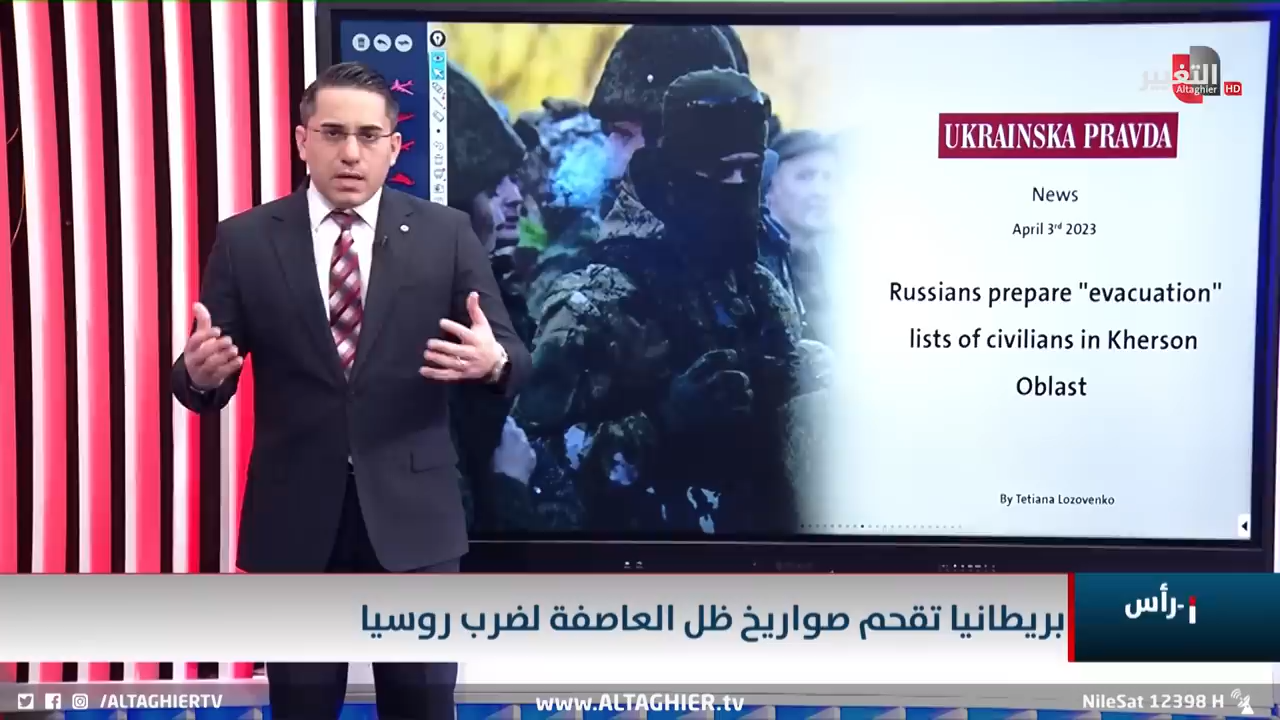 التغيير
Altaghier HD
UKRAINSKA PRAVDA
News
April 3rd 2023
Russians prepare "evacuation"
lists of civilians in Kherson
Oblast
By Tetiana Lozovenko
i-رأس
بريطانيا تقحم صواريخ ظل العاصفة لضرب روسيا
/ALTAGHIERTV
www.ALTAGHIER.tv
NileSat 12398 H